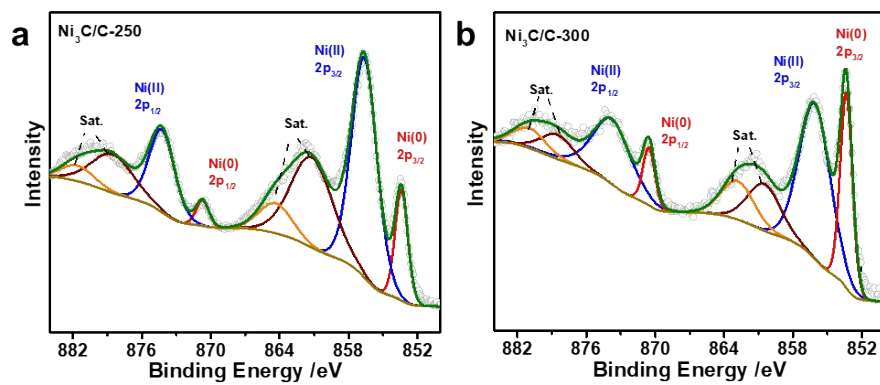 a
Ni₃C/C-250
Ni(II)
2p₃/₂
Ni(II)
2p₁/₂
Sat.
Sat.
Ni(0)
2p₃/₂
Ni(0)
2p₁/₂
Intensity
882 876 870 864 858 852
Binding Energy /eV
b
Ni₃C/C-300
Ni(0)
2p₃/₂
Ni(II)
2p₁/₂
Ni(II)
2p₃/₂
Sat.
Sat.
Ni(0)
2p₁/₂
Intensity
882 876 870 864 858 852
Binding Energy /eV